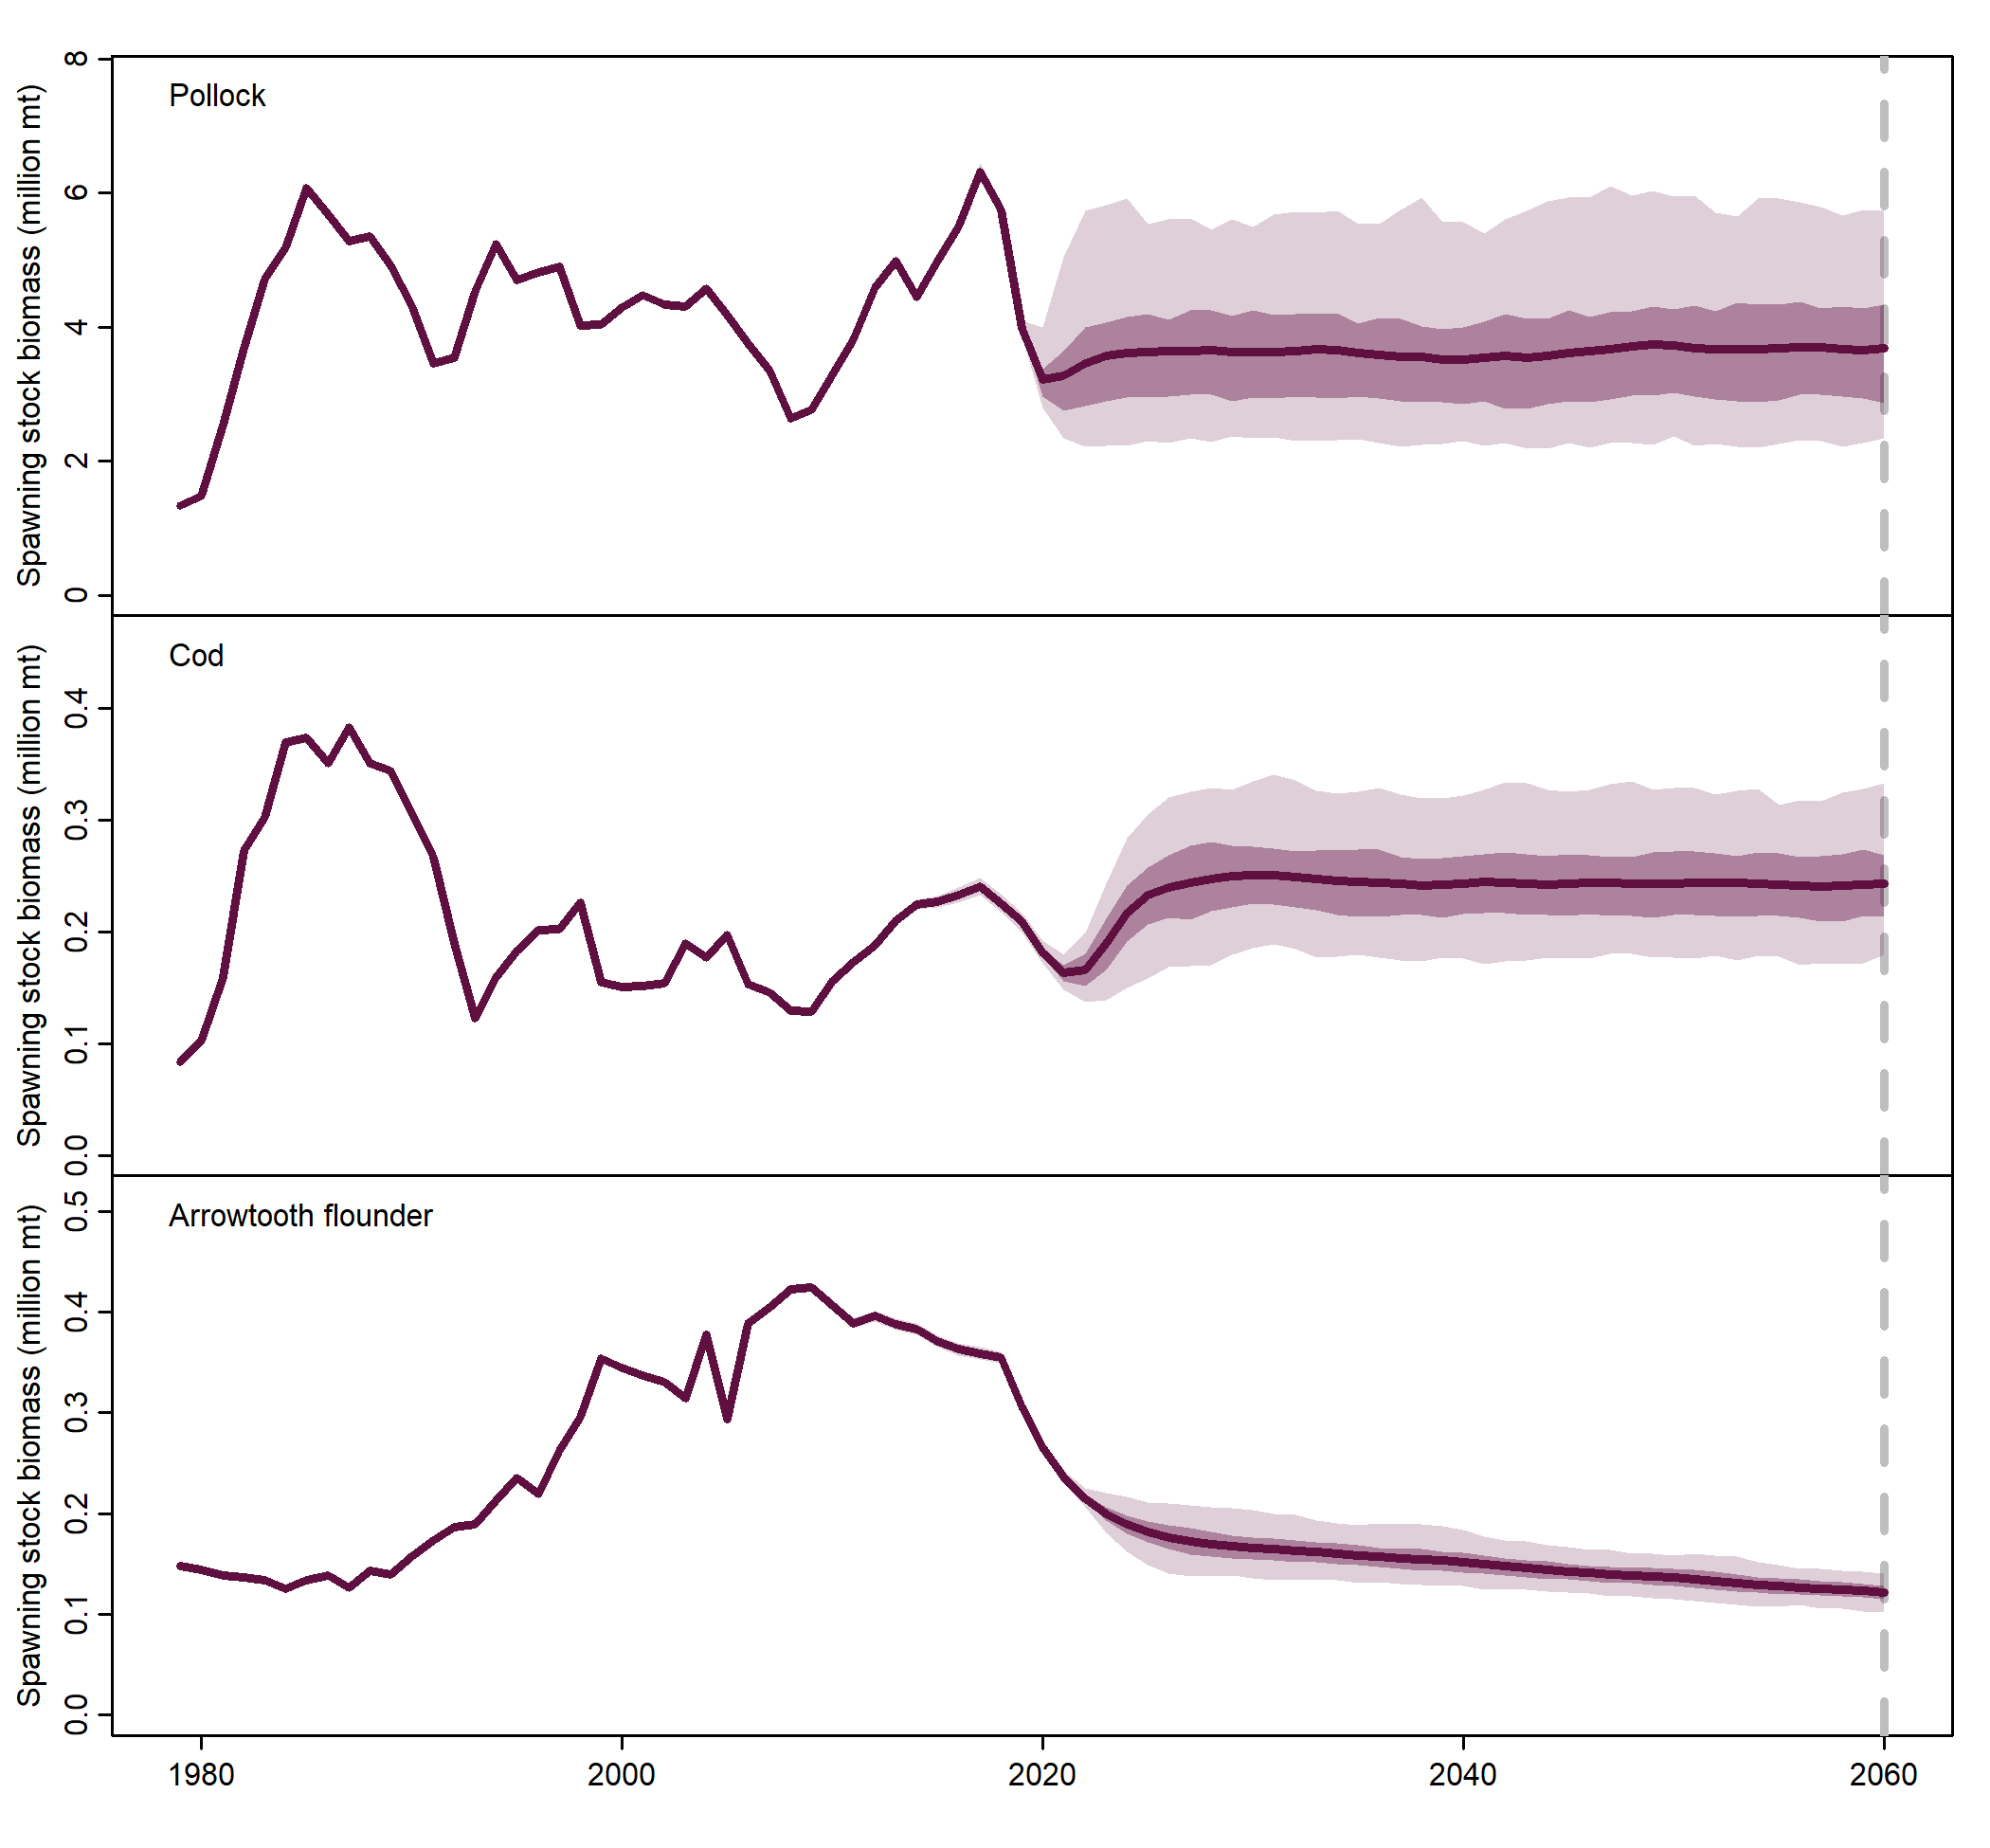 Pollock
Spawning stock biomass (million mt)
8
6
4
2
0
Cod
Spawning stock biomass (million mt)
0.4
0.3
0.2
0.1
0.0
Arrowtooth flounder
Spawning stock biomass (million mt)
0.5
0.4
0.3
0.2
0.1
0.0
1980 2000 2020 2040 2060